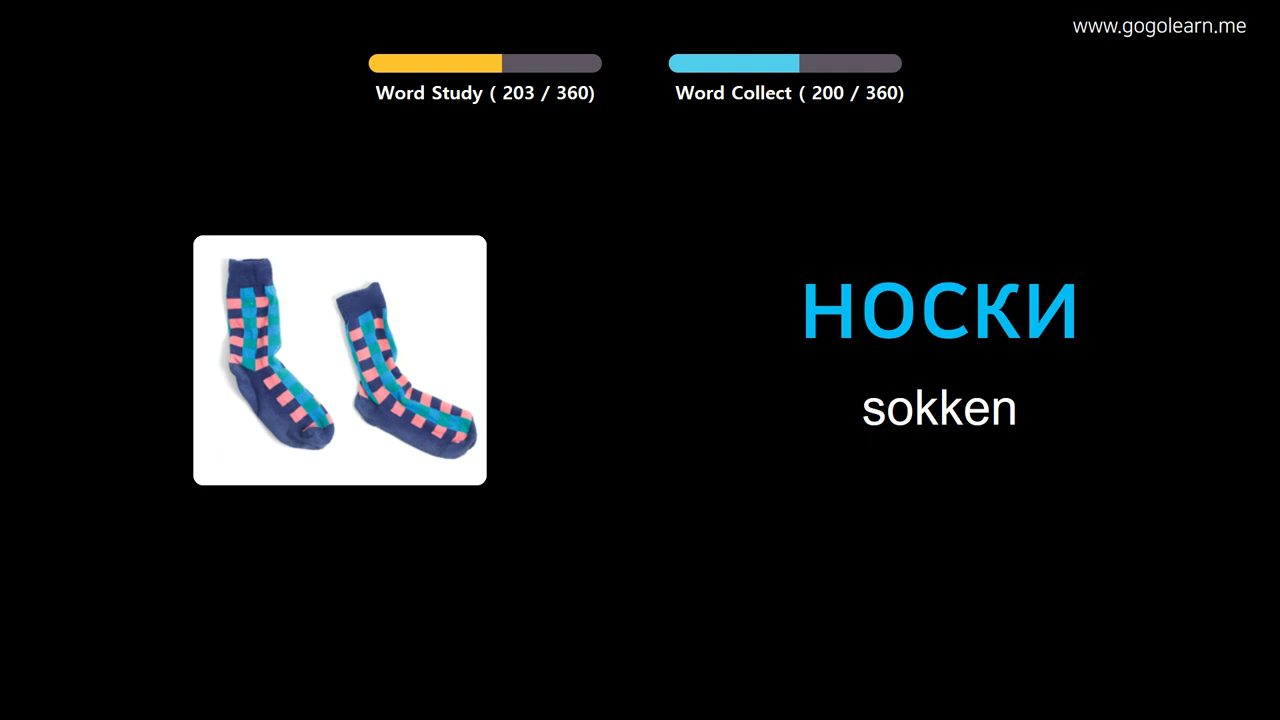 www.gogolearn.me
Word Study ( 203 / 360)
Word Collect ( 200 / 360)
НОСКИ
sokken